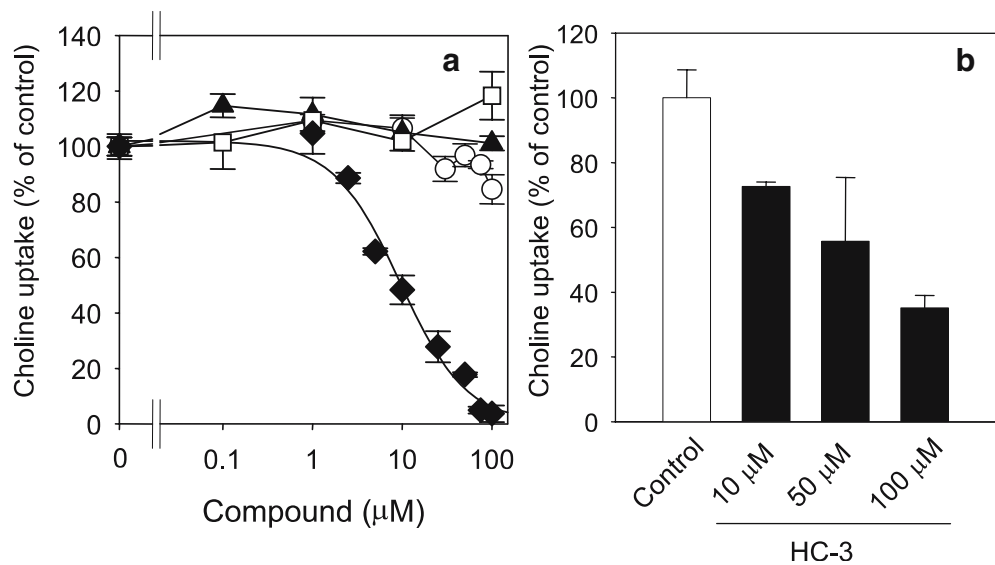 Choline uptake (% of control)
140
120
100
80
60
40
20
0
a
0
0.1
1
10
100
Compound (μM)
Choline uptake (% of control)
120
100
80
60
40
20
0
b
Control
10 μM
50 μM
100 μM
HC-3